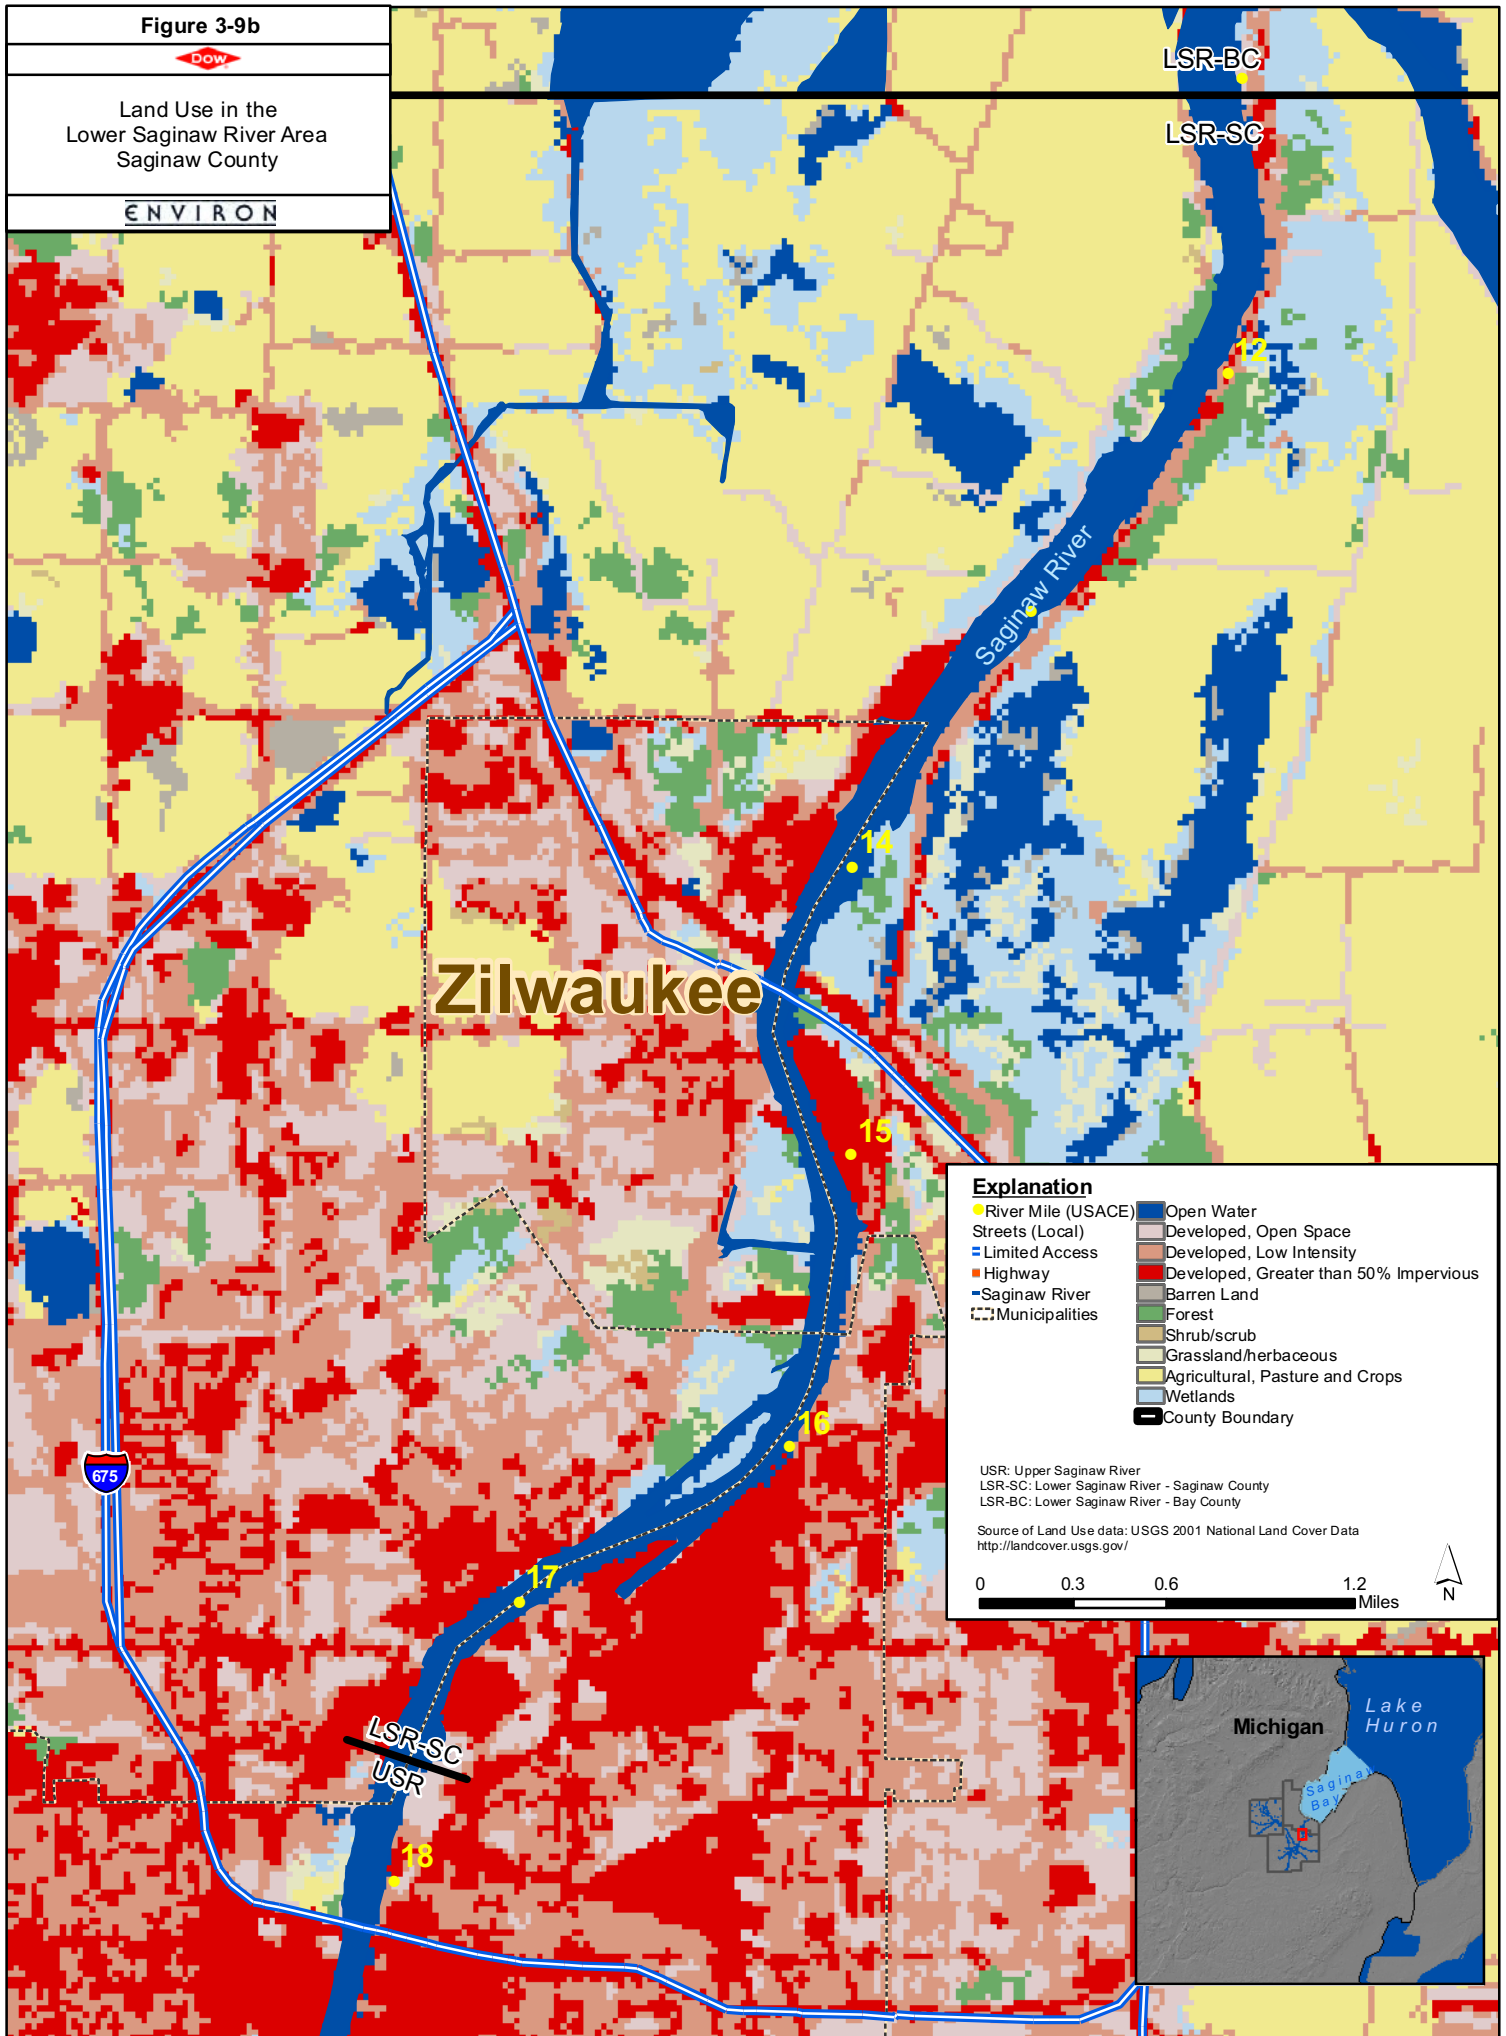 Figure 3-9b
Dow
Land Use in the
Lower Saginaw River Area
Saginaw County
ENVIRON
LSR-BC
LSR-SC
12
Saginaw River
14
Zilwaukee
15
16
17
675
LSR-SC
USR
18
Explanation
River Mile (USACE)
Streets (Local)
Limited Access
Highway
Saginaw River
Municipalities
Open Water
Developed, Open Space
Developed, Low Intensity
Developed, Greater than 50% Impervious
Barren Land
Forest
Shrub/scrub
Grassland/herbaceous
Agricultural, Pasture and Crops
Wetlands
County Boundary
USR: Upper Saginaw River
LSR-SC: Lower Saginaw River - Saginaw County
LSR-BC: Lower Saginaw River - Bay County
Source of Land Use data: USGS 2001 National Land Cover Data
http://landcover.usgs.gov/
0 0.3 0.6 1.2
Miles
N
Michigan
Lake
Huron
Saginaw
Bay